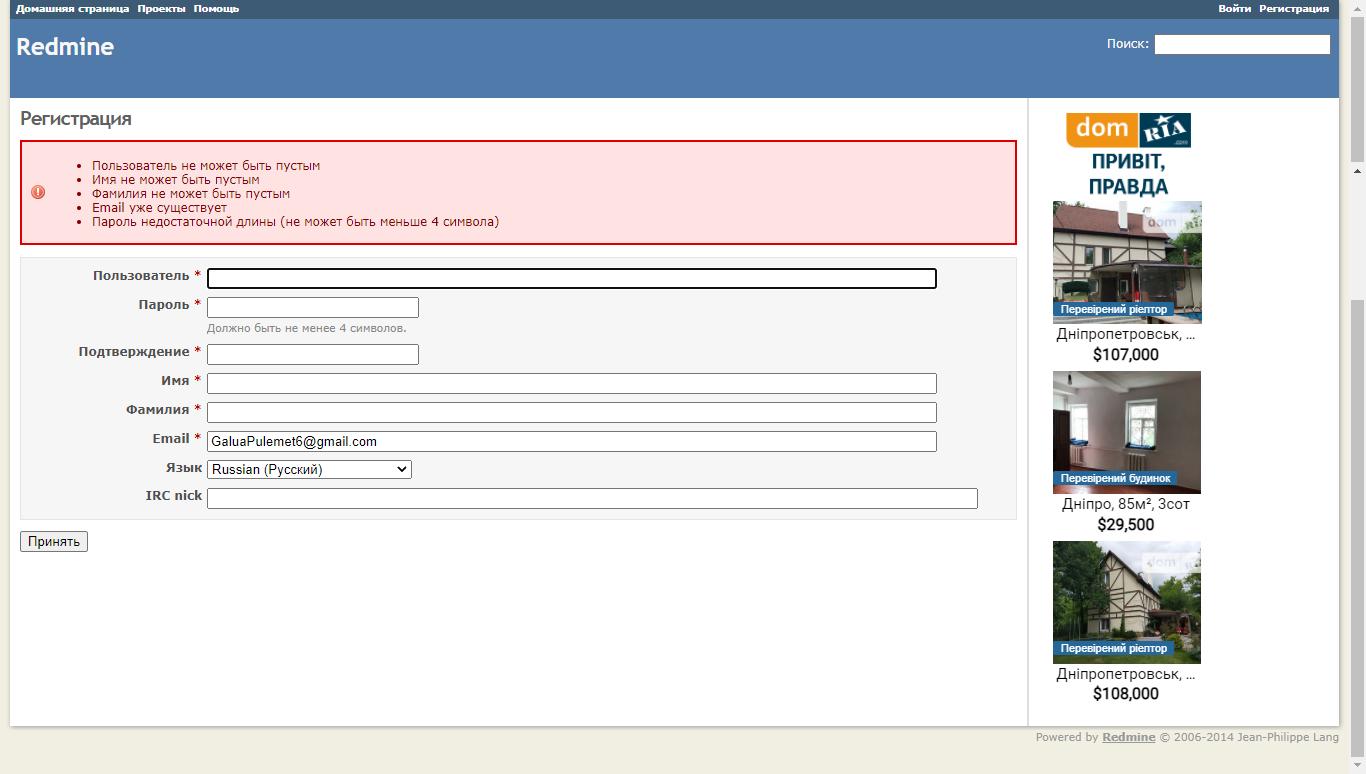 Домашняя страница Проекты Помощь
Войти Регистрация
Redmine
Поиск:
Регистрация
Пользователь не может быть пустым
Имя не может быть пустым
Фамилия не может быть пустым
Email уже существует
Пароль недостаточной длины (не может быть меньше 4 символа)
Пользователь *
Пароль *
Должно быть не менее 4 символов.
Подтверждение *
Имя *
Фамилия *
Email * GaluaPulemet6@gmail.com
Язык Russian (Русский)
IRC nick
Принять
dom RIA
ПРИВІТ,
ПРАВДА
dom RIA
Перевірений ріелтор
Дніпропетровськ, ...
$107,000
Перевірений будинок
Дніпро, 85м², 3сот
$29,500
dom RIA
Перевірений ріелтор
Дніпропетровськ, ...
$108,000
Powered by Redmine © 2006-2014 Jean-Philippe Lang